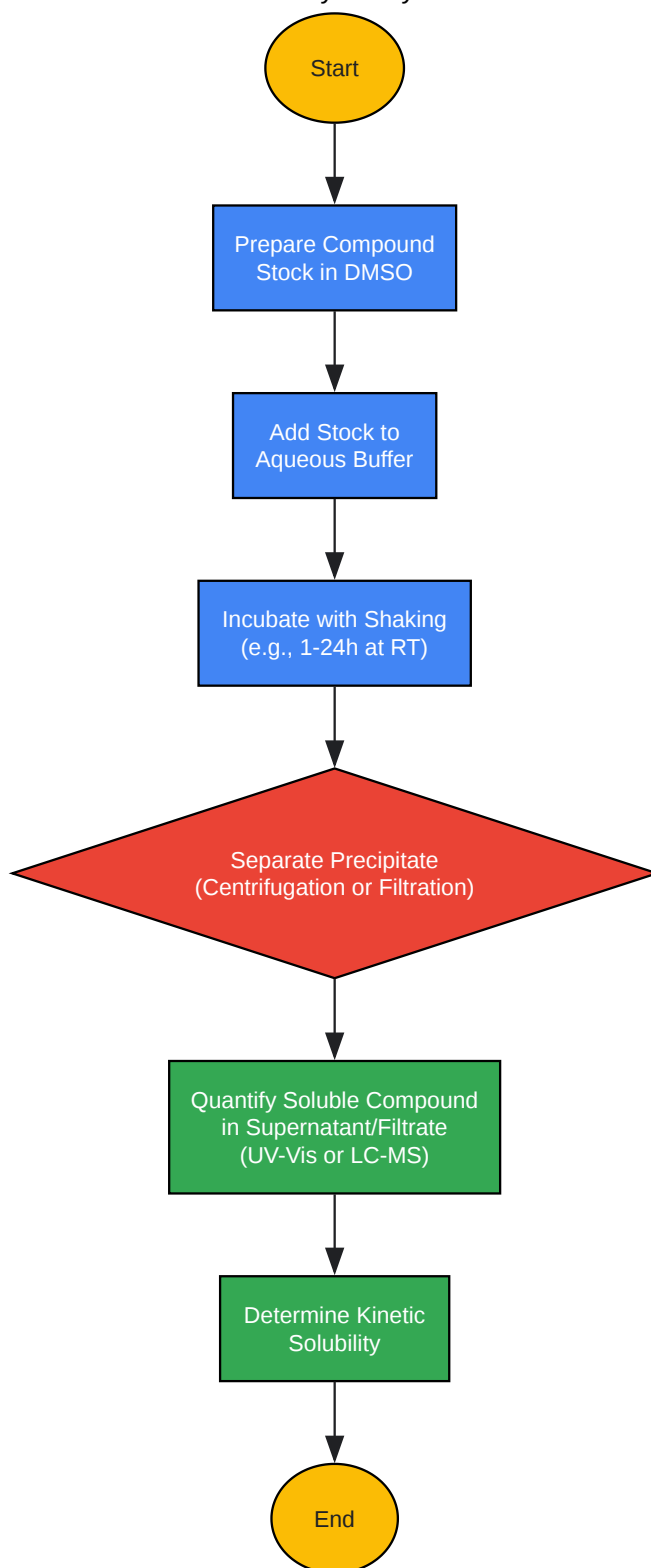 Start
Prepare Compound
Stock in DMSO
Add Stock to
Aqueous Buffer
Incubate with Shaking
(e.g., 1-24h at RT)
Separate Precipitate
(Centrifugation or Filtration)
Quantify Soluble Compound
in Supernatant/Filtrate
(UV-Vis or LC-MS)
Determine Kinetic
Solubility
End